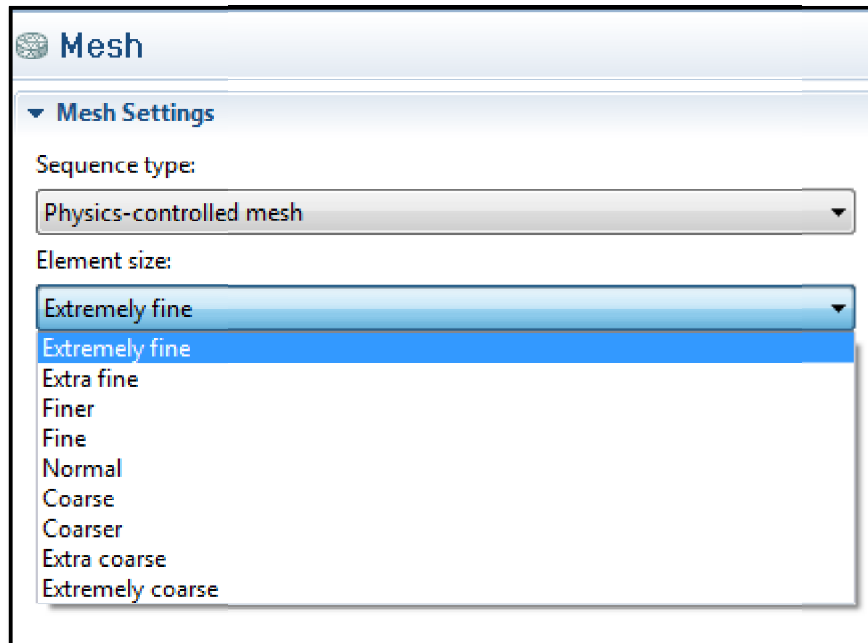 Mesh
Mesh Settings
Sequence type:
Physics-controlled mesh
Element size:
Extremely fine
Extremely fine
Extra fine
Finer
Fine
Normal
Coarse
Coarser
Extra coarse
Extremely coarse